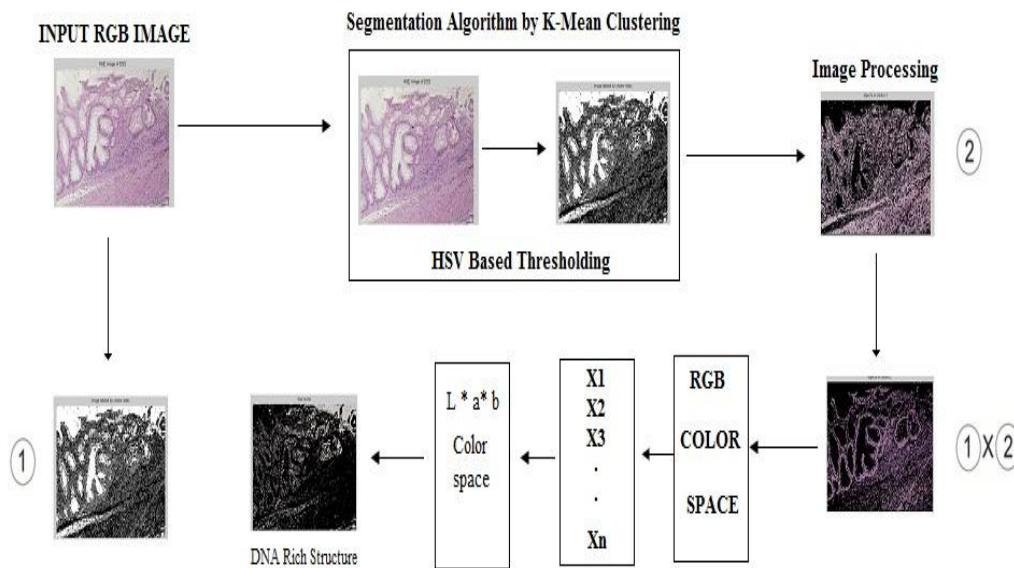 Segmentation Algorithm by K-Mean Clustering
INPUT RGB IMAGE
Image Processing
2
HSV Based Thresholding
1
L * a* b
Color
space
X1
X2
X3
.
.
Xn
RGB
COLOR
SPACE
1 X 2
DNA Rich Structure